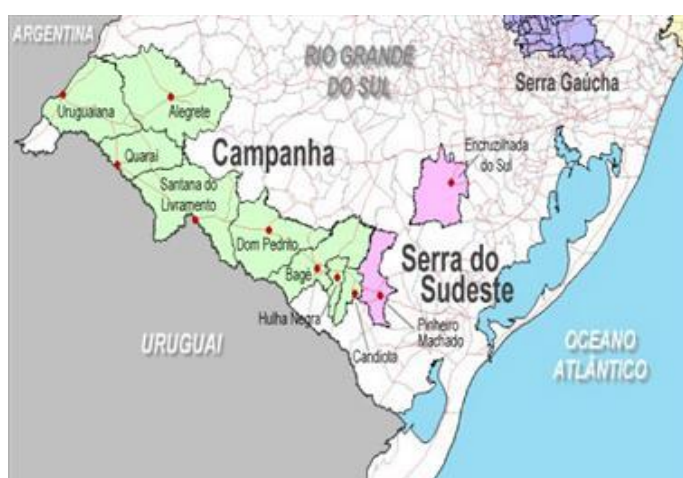 ARGENTINA
RIO GRANDE
DO SUL
Serra Gaúcha
Uruguaiana
Alegrete
Quaraí
Campanha
Encruzilhada
do Sul
Santana do
Livramento
Dom Pedrito
Serra do
Sudeste
Bagé
Hulha Negra
Pinheiro
Machado
Candiota
URUGUAI
OCEANO
ATLÂNTICO